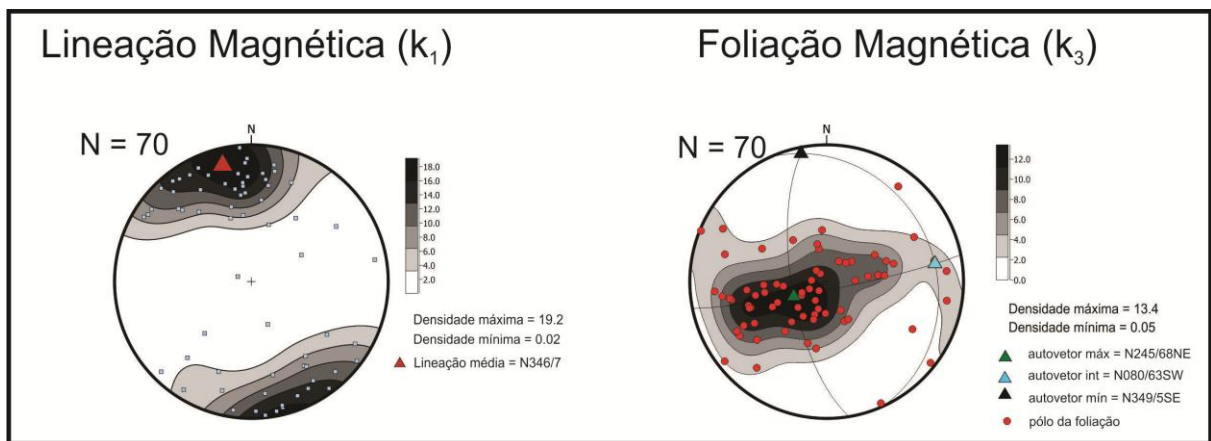 Lineação Magnética (k₁)
N = 70
N
18.0
16.0
14.0
12.0
10.0
8.0
6.0
4.0
2.0
Densidade máxima = 19.2
Densidade mínima = 0.02
Lineação média = N346/7
Foliação Magnética (k₃)
N = 70
N
12.0
10.0
8.0
6.0
4.0
2.0
0.0
Densidade máxima = 13.4
Densidade mínima = 0.05
autovetor máx = N245/68NE
autovetor int = N080/63SW
autovetor mín = N349/5SE
pólo da foliação